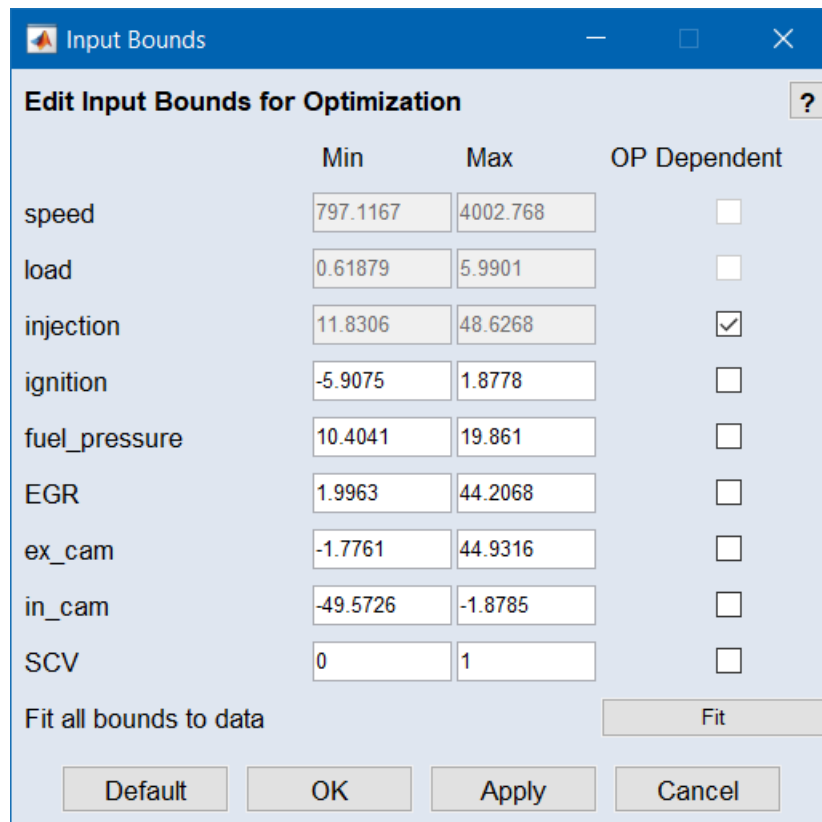 Input Bounds
Edit Input Bounds for Optimization ?
Min Max OP Dependent
speed 797.1167 4002.768
load 0.61879 5.9901
injection 11.8306 48.6268
ignition -5.9075 1.8778
fuel_pressure 10.4041 19.861
EGR 1.9963 44.2068
ex_cam -1.7761 44.9316
in_cam -49.5726 -1.8785
SCV 0 1
Fit all bounds to data Fit
Default OK Apply Cancel